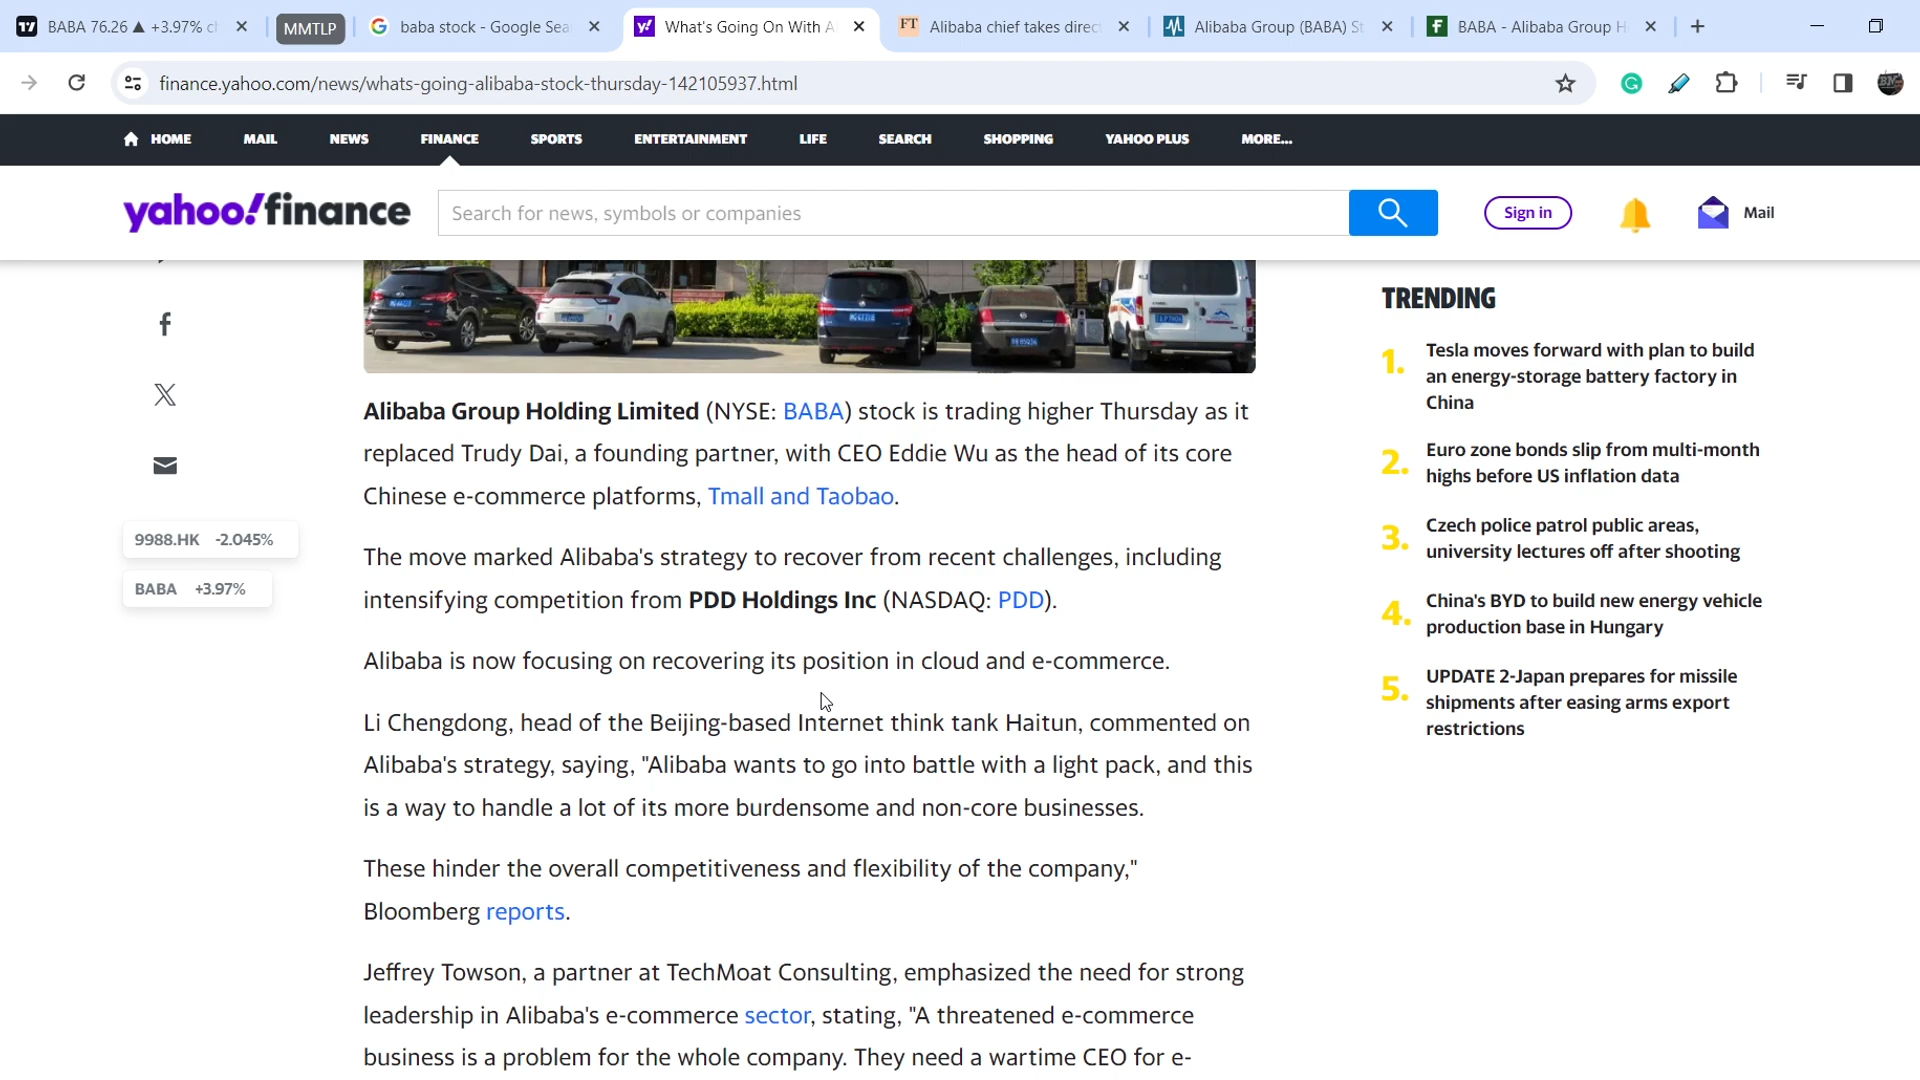 BABA 76.26 ▲ +3.97%
MMTLP
baba stock - Google Sea
What's Going On With A
FT
Alibaba chief takes direc
Alibaba Group (BABA) St
BABA - Alibaba Group H
finance.yahoo.com/news/whats-going-alibaba-stock-thursday-142105937.html
HOME
MAIL
NEWS
FINANCE
SPORTS
ENTERTAINMENT
LIFE
SEARCH
SHOPPING
YAHOO PLUS
MORE...
yahoo!finance
Search for news, symbols or companies
Sign in
Mail
9988.HK -2.045%
BABA +3.97%
Alibaba Group Holding Limited (NYSE: BABA) stock is trading higher Thursday as it
replaced Trudy Dai, a founding partner, with CEO Eddie Wu as the head of its core
Chinese e-commerce platforms, Tmall and Taobao.
The move marked Alibaba's strategy to recover from recent challenges, including
intensifying competition from PDD Holdings Inc (NASDAQ: PDD).
Alibaba is now focusing on recovering its position in cloud and e-commerce.
Li Chengdong, head of the Beijing-based Internet think tank Haitun, commented on
Alibaba's strategy, saying, "Alibaba wants to go into battle with a light pack, and this
is a way to handle a lot of its more burdensome and non-core businesses.
These hinder the overall competitiveness and flexibility of the company,"
Bloomberg reports.
Jeffrey Towson, a partner at TechMoat Consulting, emphasized the need for strong
leadership in Alibaba's e-commerce sector, stating, "A threatened e-commerce
business is a problem for the whole company. They need a wartime CEO for e-
TRENDING
1. Tesla moves forward with plan to build
an energy-storage battery factory in
China
2. Euro zone bonds slip from multi-month
highs before US inflation data
3. Czech police patrol public areas,
university lectures off after shooting
4. China's BYD to build new energy vehicle
production base in Hungary
5. UPDATE 2-Japan prepares for missile
shipments after easing arms export
restrictions